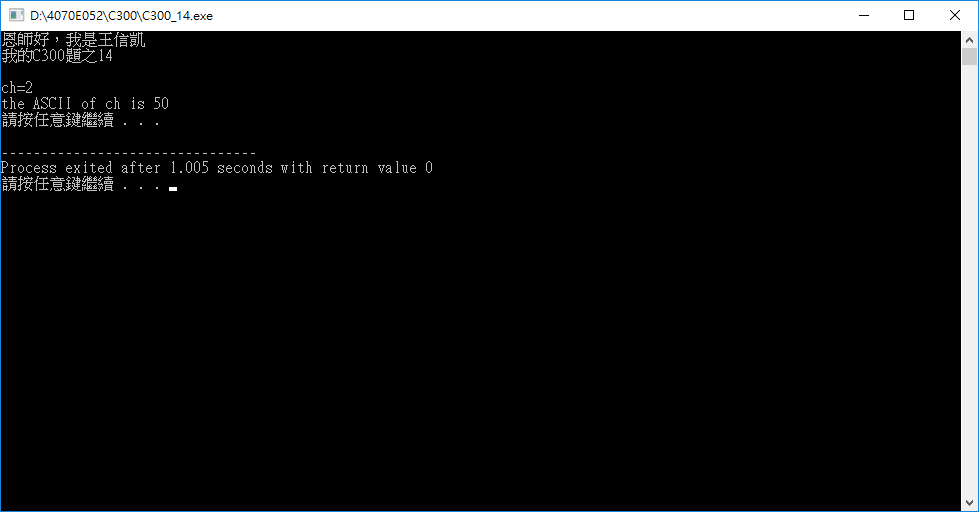 D:\4070E052\C300\C300_14.exe
恩師好，我是王信凱
我的C300題之14
ch=2
the ASCII of ch is 50
請按任意鍵繼續 . . .
--------------------------------
Process exited after 1.005 seconds with return value 0
請按任意鍵繼續 . . .